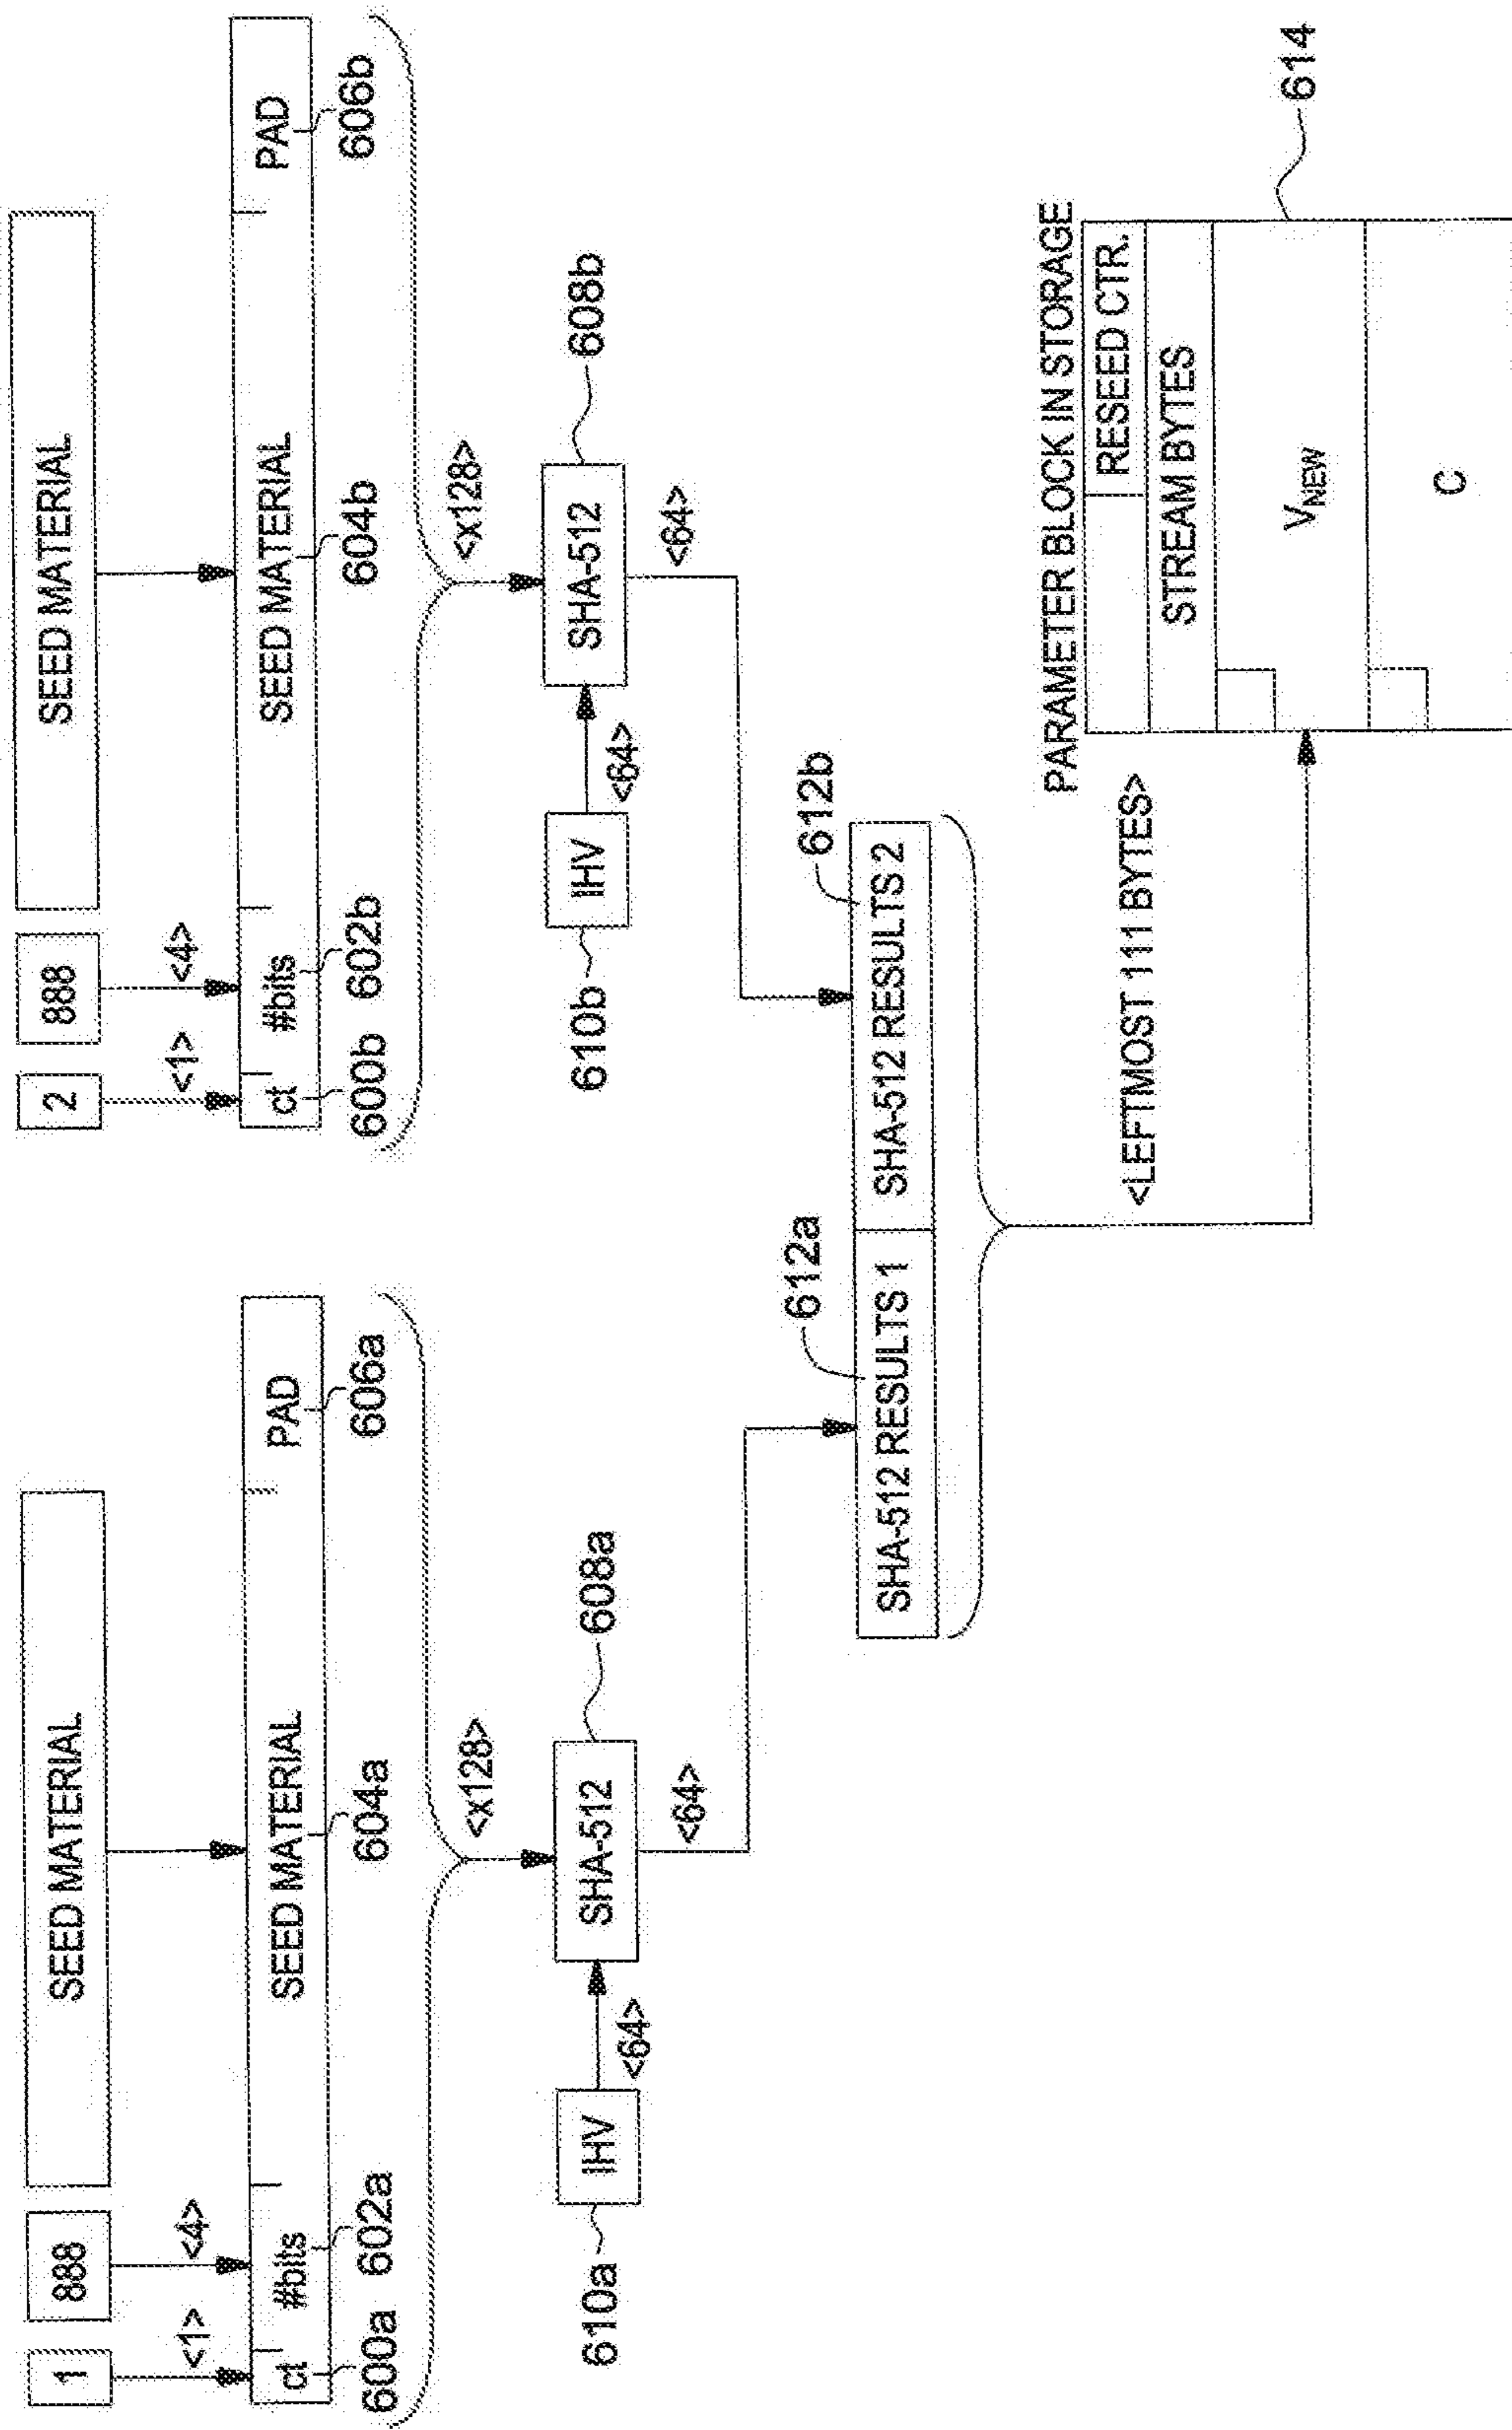 1
888
SEED MATERIAL
<1>
<4>
ct
#bits
SEED MATERIAL
PAD
600a
602a
604a
606a
<x128>
IHV
<64>
SHA-512
608a
610a
<64>
2
888
SEED MATERIAL
<1>
<4>
ct
#bits
SEED MATERIAL
PAD
600b
602b
604b
606b
<x128>
IHV
<64>
SHA-512
608b
610b
<64>
612a
612b
SHA-512 RESULTS 1
SHA-512 RESULTS 2
<LEFTMOST 111 BYTES>
PARAMETER BLOCK IN STORAGE
RESEED CTR.
STREAM BYTES
VNEW
C
614